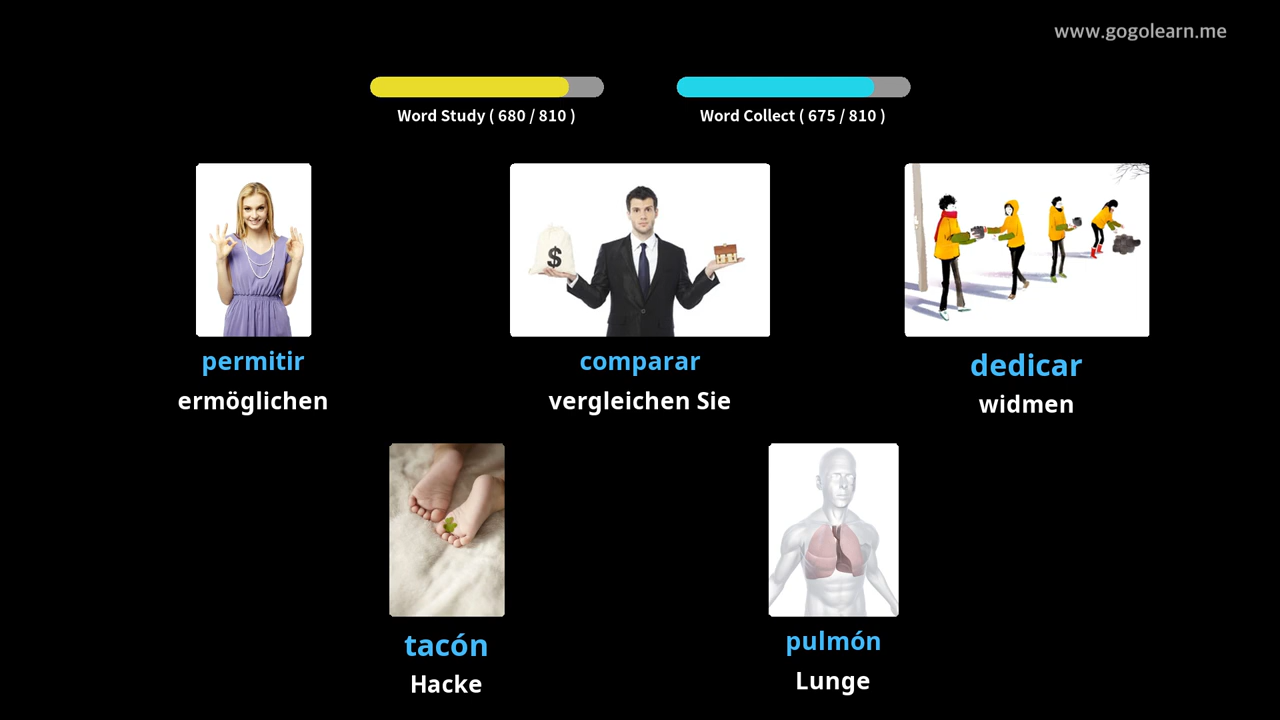 www.gogolearn.me
Word Study ( 680 / 810 )
Word Collect ( 675 / 810 )
permitir
ermöglichen
comparar
vergleichen Sie
dedicar
widmen
tacón
Hacke
pulmón
Lunge